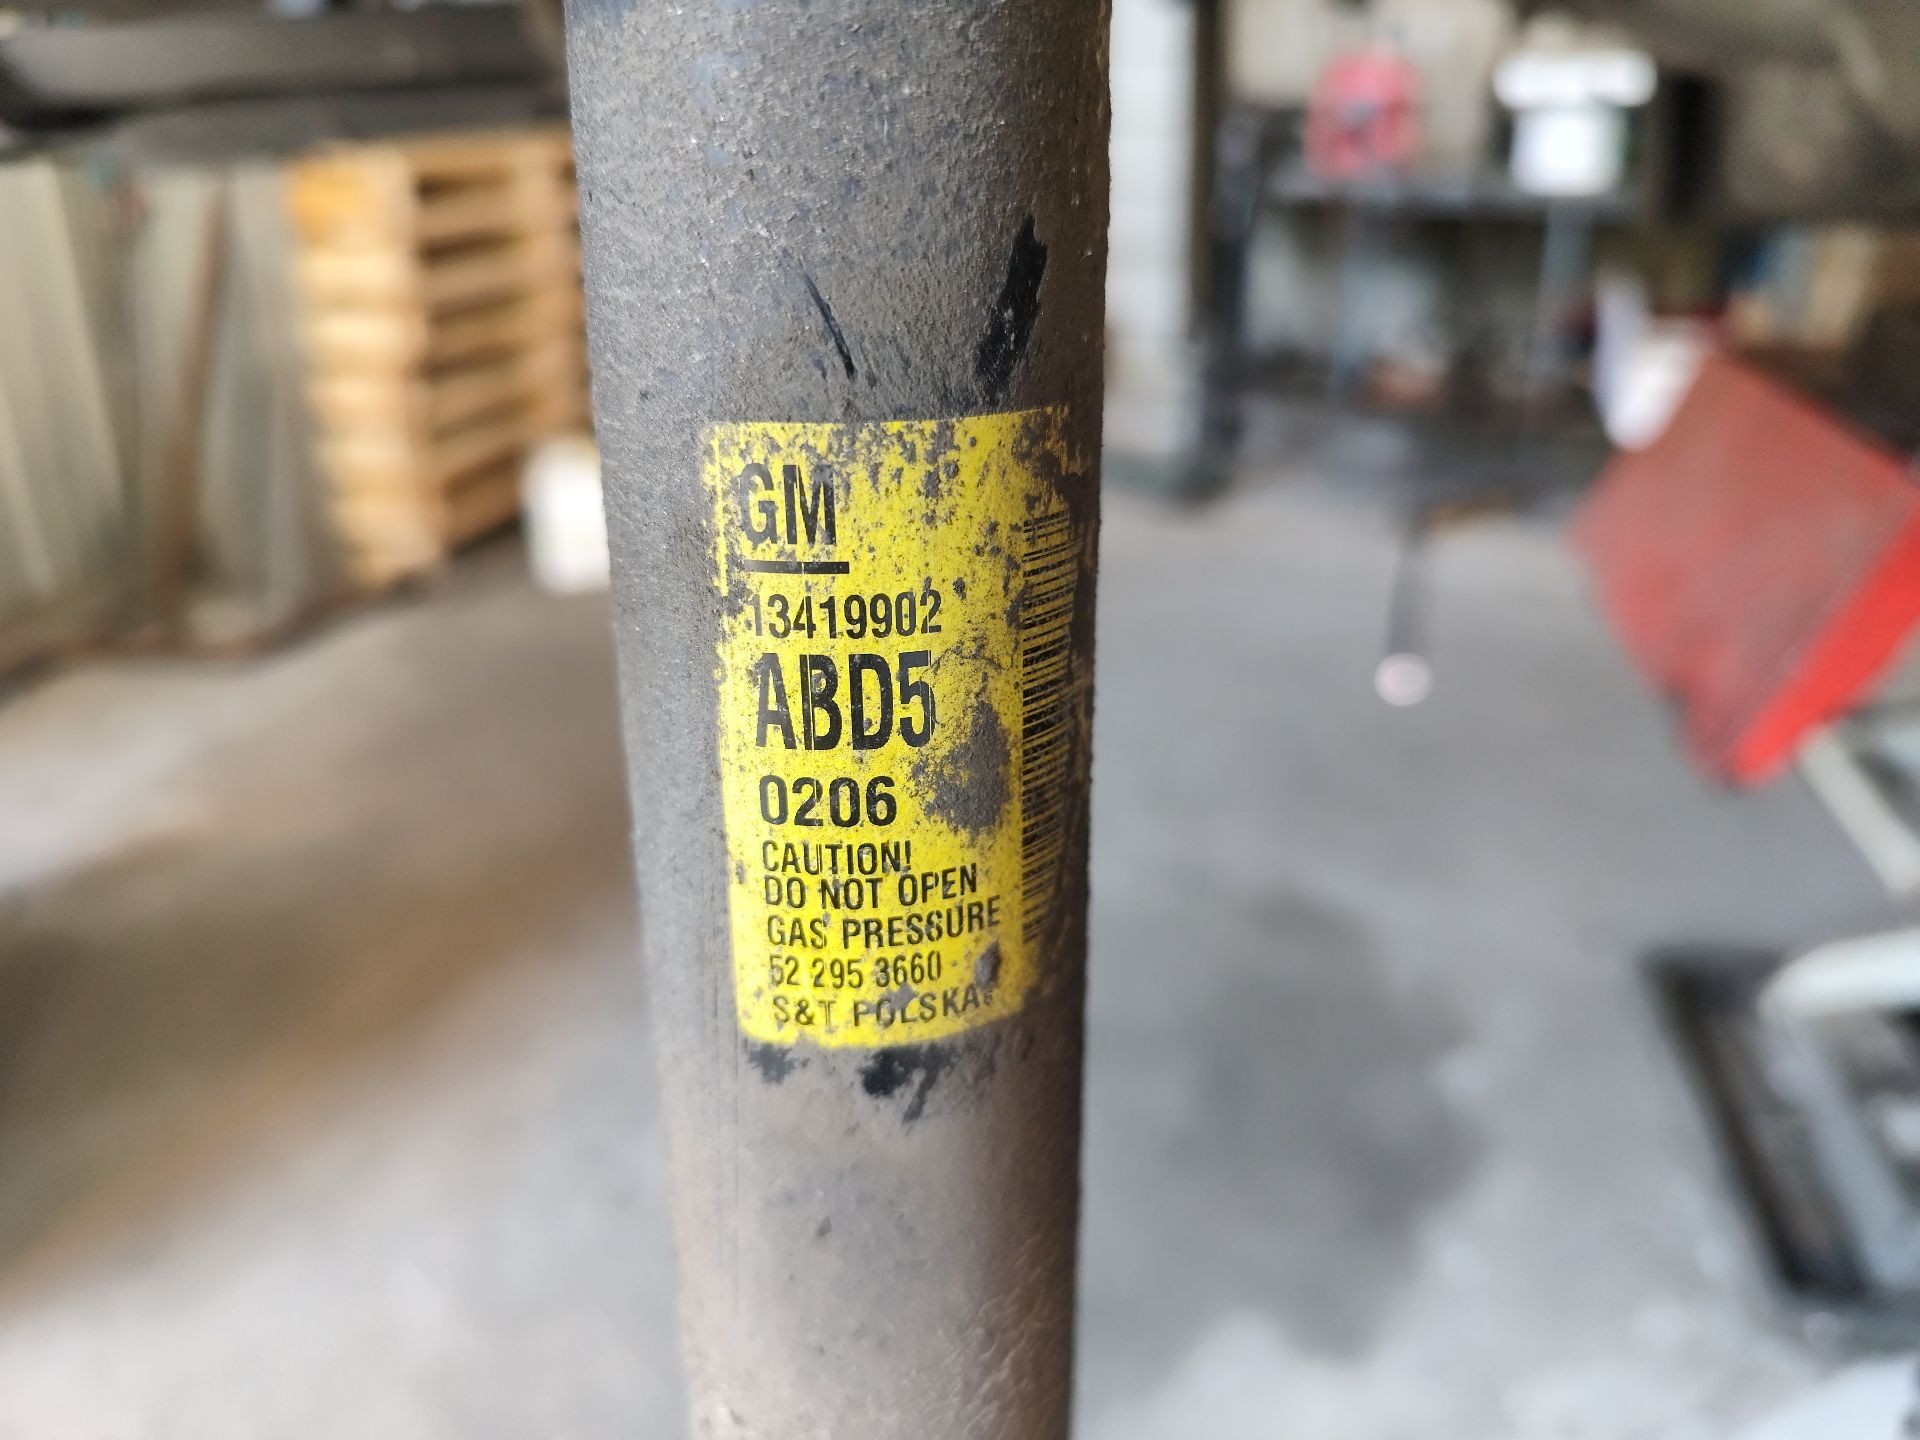 GM
13419902
ABD5
0206
CAUTION!
DO NOT OPEN
GAS PRESSURE
52 295 3660
S&T POLSKA